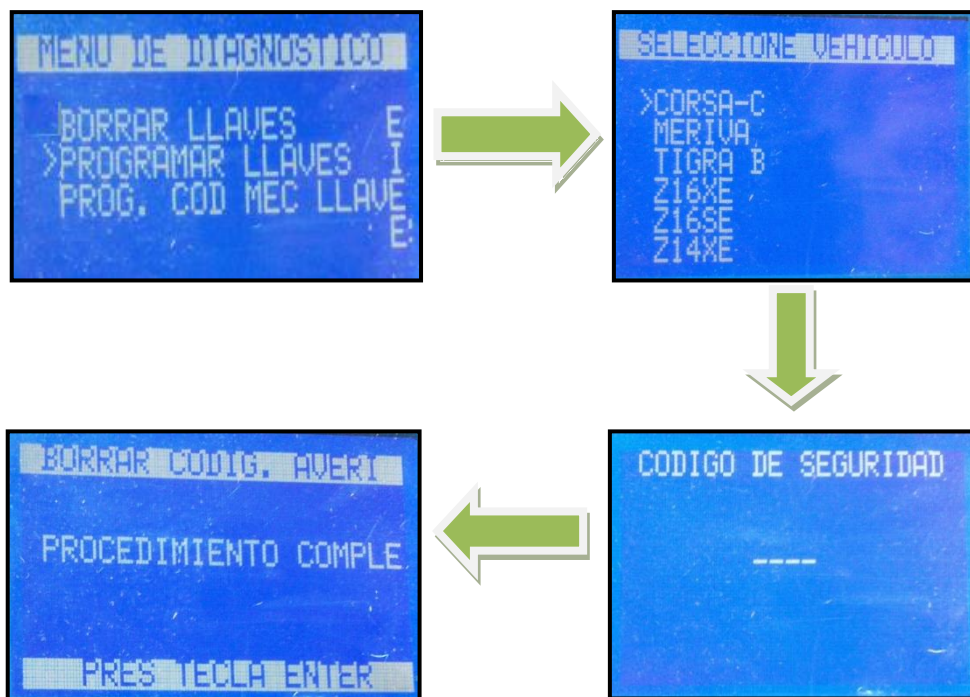 MENU DE DIAGNOSTICO
BORRAR LLAVES E
>PROGRAMAR LLAVES I
PROG. COD MEC LLAVE
E
SELECCIONE VEHICULO
>CORSA-C
MERIVA
TIGRA B
Z16XE
Z16SE
Z14XE
CODIGO DE SEGURIDAD
----
BORRAR CODIG. AVERI
PROCEDIMIENTO COMPLE
PRES TECLA ENTER